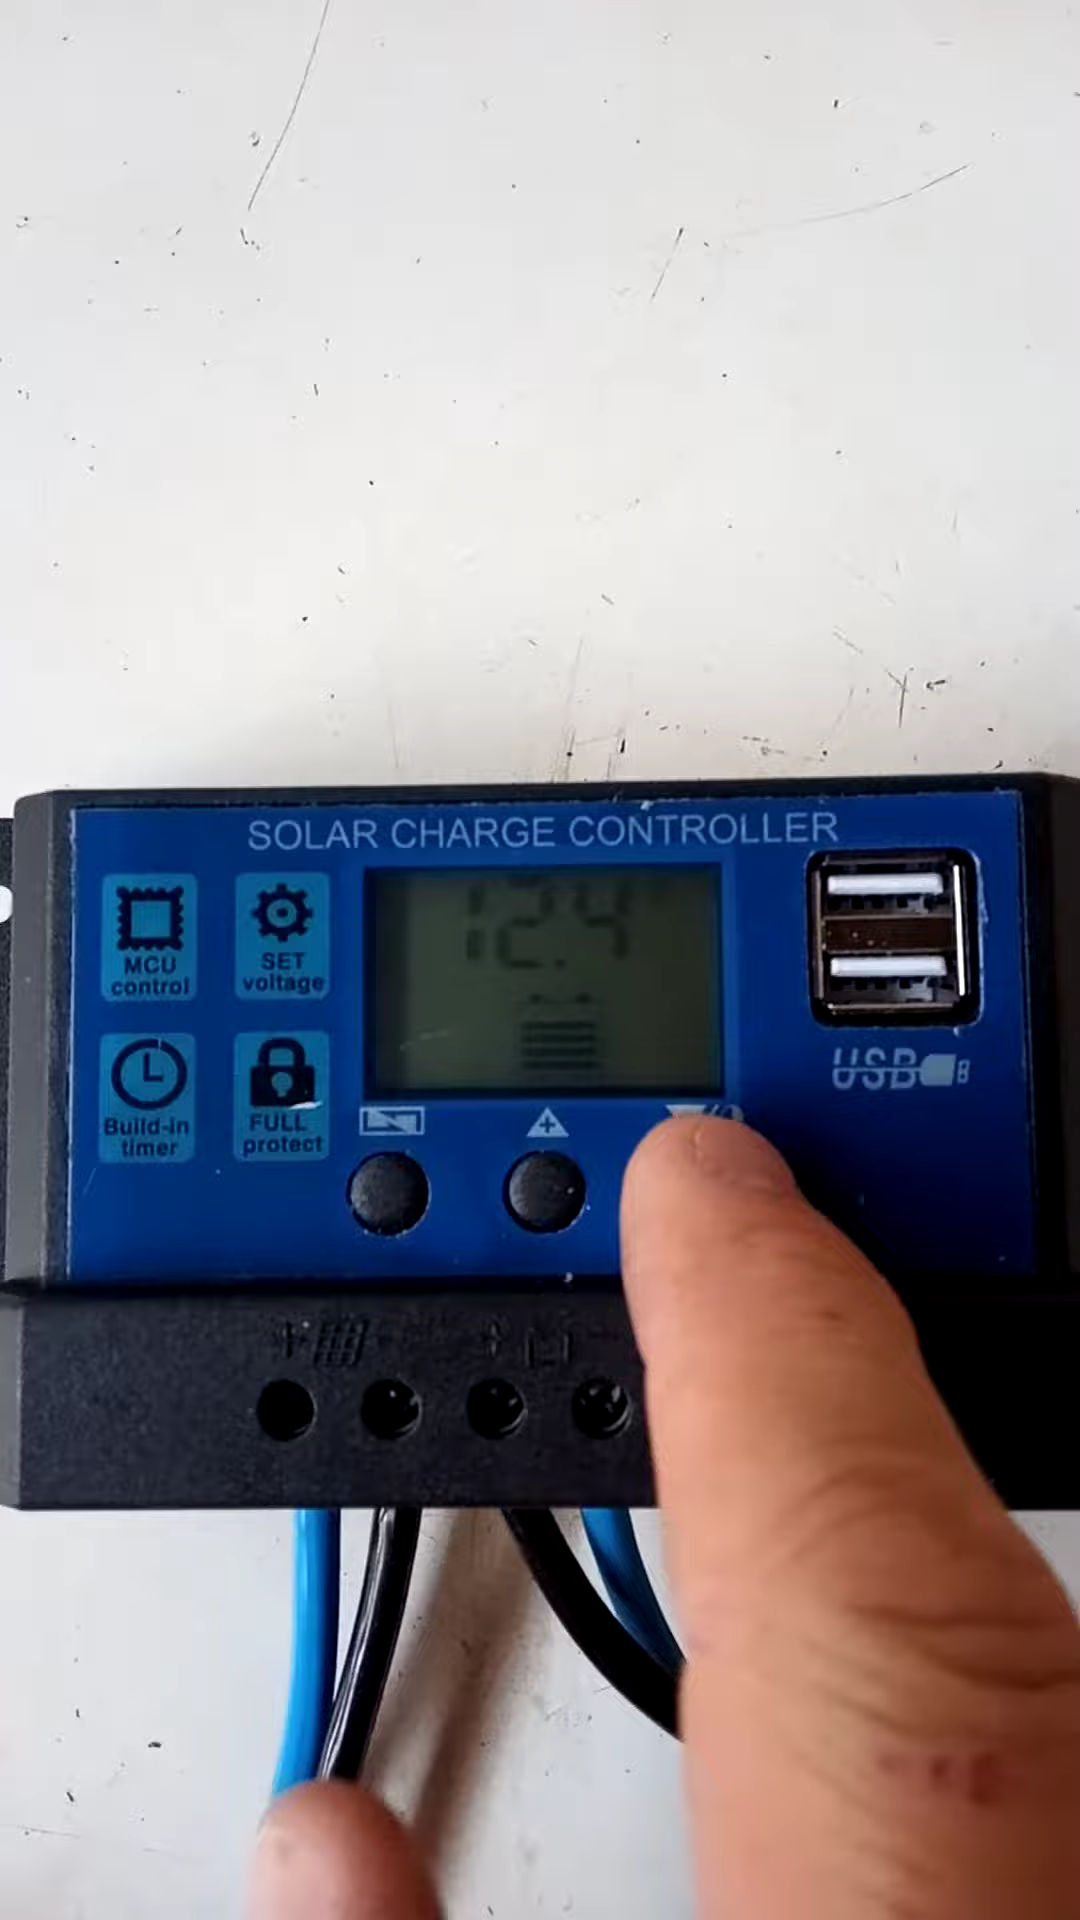 SOLAR CHARGE CONTROLLER
12.4
MCU
control
SET
voltage
USB
Build-in
timer
FULL
protect